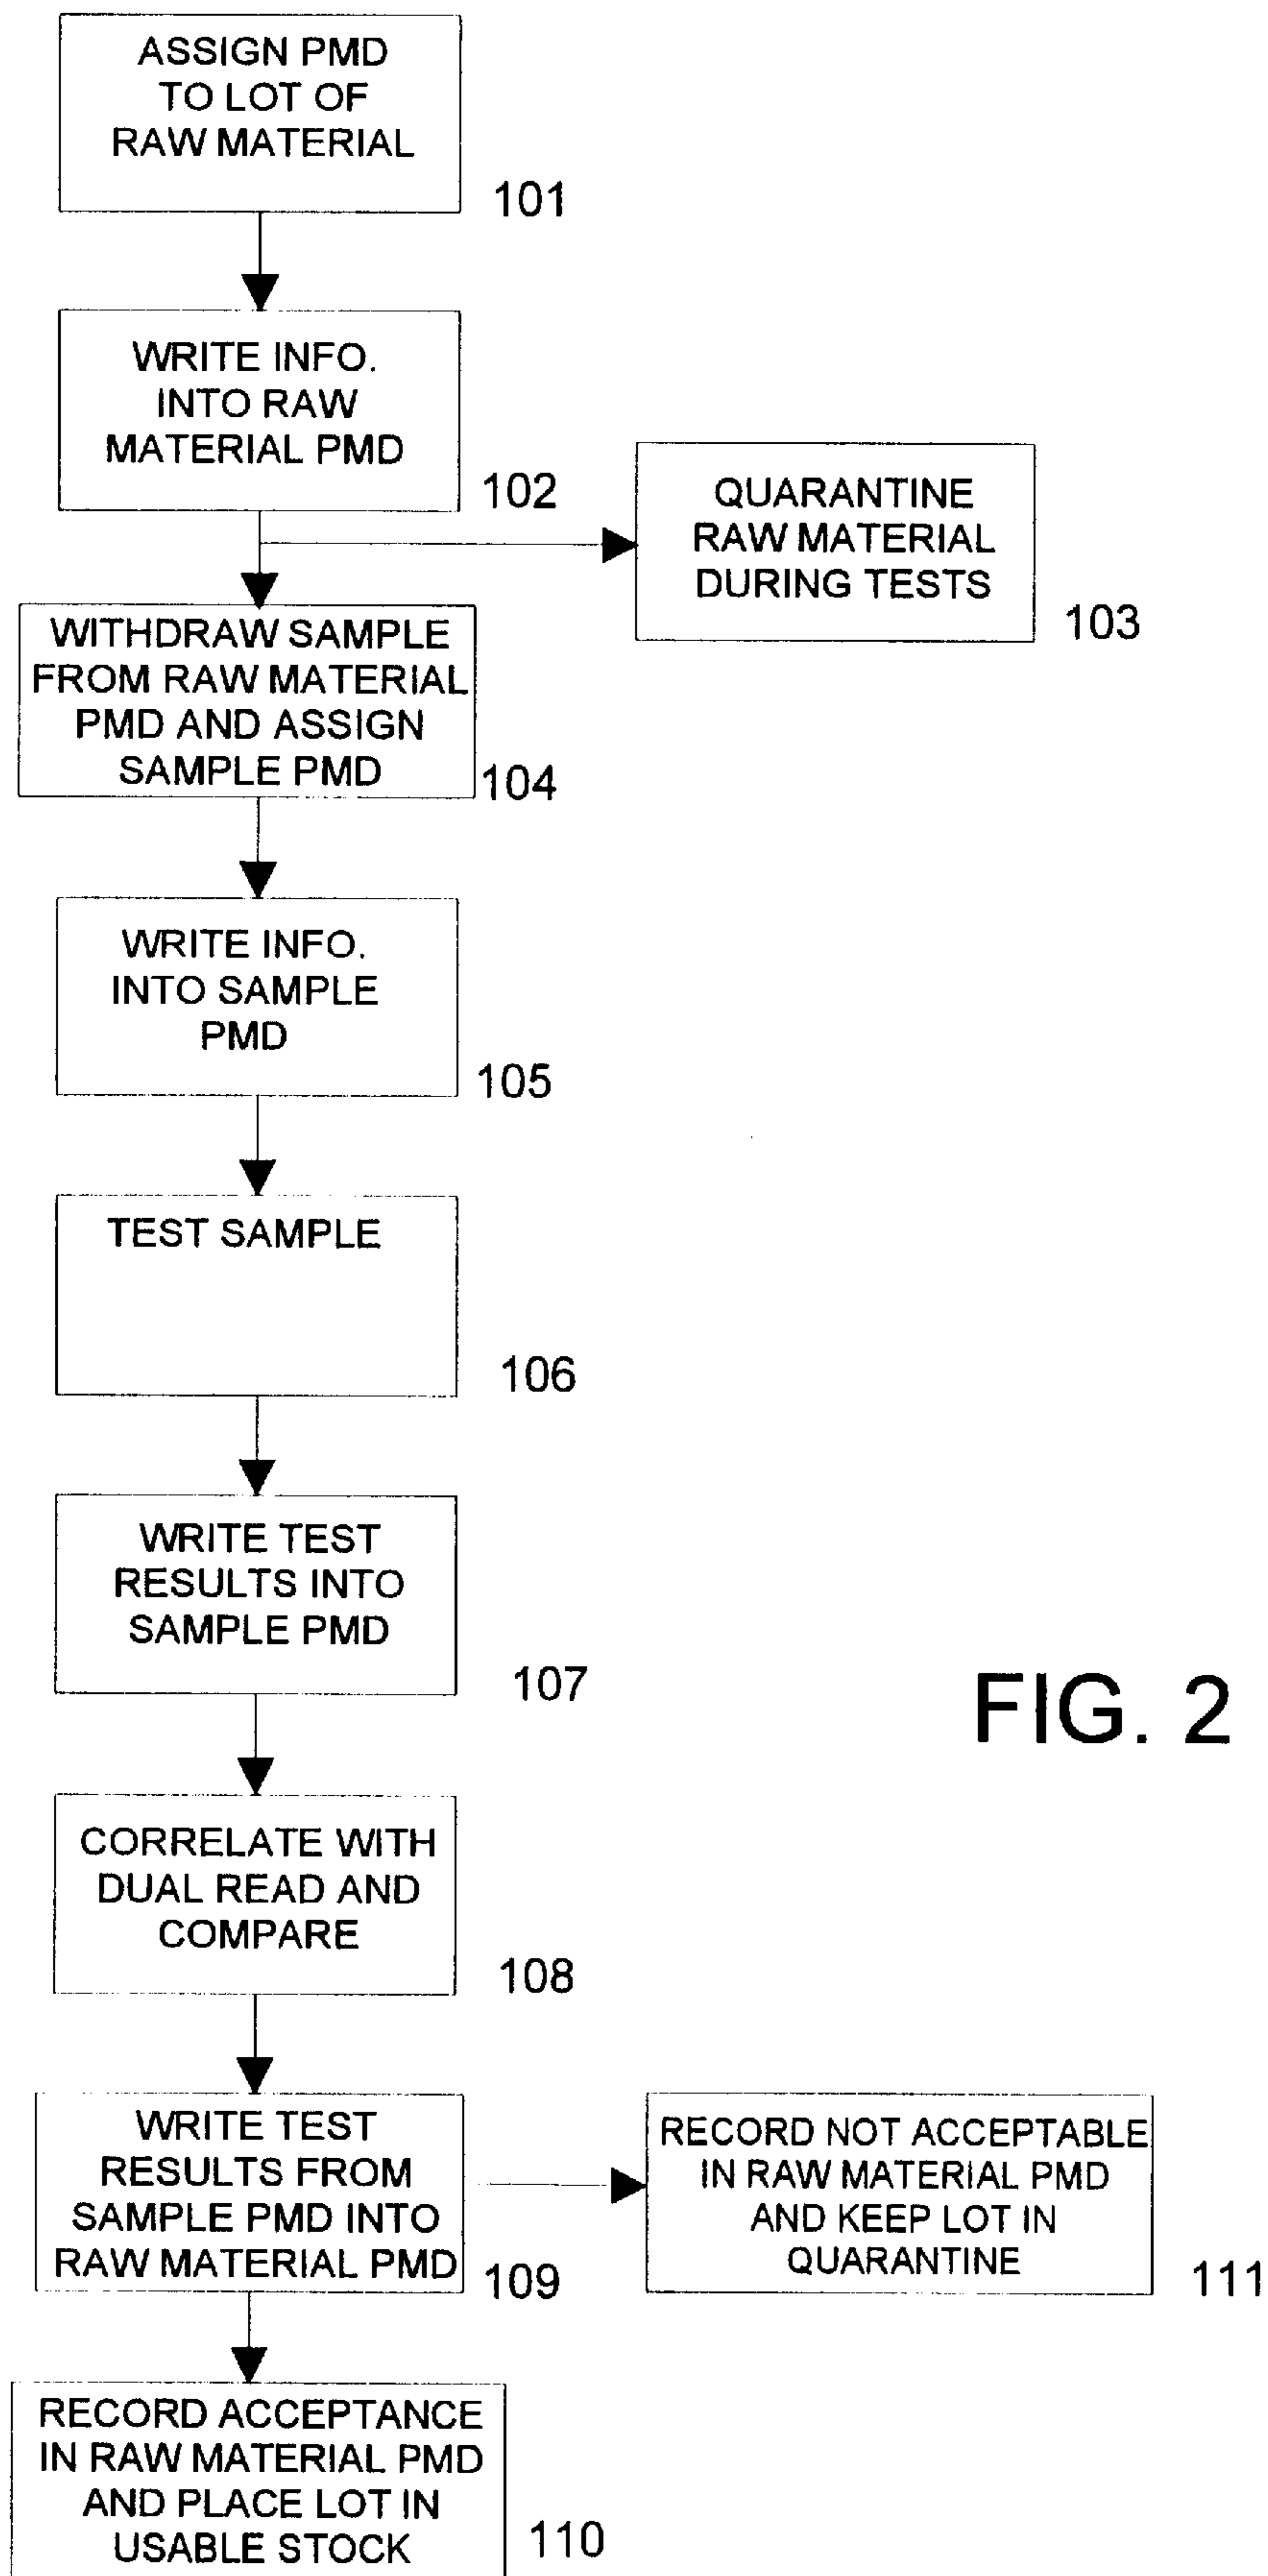 ASSIGN PMD
TO LOT OF
RAW MATERIAL
101
WRITE INFO.
INTO RAW
MATERIAL PMD
102
QUARANTINE
RAW MATERIAL
DURING TESTS
103
WITHDRAW SAMPLE
FROM RAW MATERIAL
PMD AND ASSIGN
SAMPLE PMD
104
WRITE INFO.
INTO SAMPLE
PMD
105
TEST SAMPLE
106
WRITE TEST
RESULTS INTO
SAMPLE PMD
107
FIG. 2
CORRELATE WITH
DUAL READ AND
COMPARE
108
WRITE TEST
RESULTS FROM
SAMPLE PMD INTO
RAW MATERIAL PMD
109
RECORD NOT ACCEPTABLE
IN RAW MATERIAL PMD
AND KEEP LOT IN
QUARANTINE
111
RECORD ACCEPTANCE
IN RAW MATERIAL PMD
AND PLACE LOT IN
USABLE STOCK
110